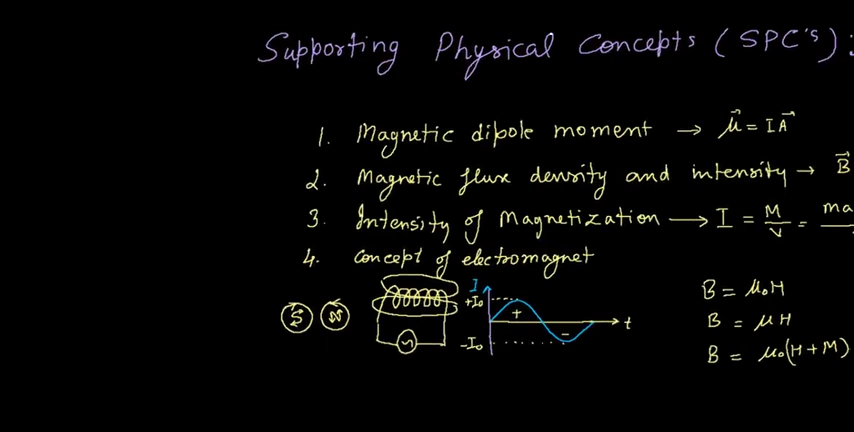 Supporting Physical Concepts (SPC's):
1. Magnetic dipole moment → μ⃗ = IA⃗
2. Magnetic flux density and intensity → B⃗
3. Intensity of Magnetization → I = M/V = ma
4. Concept of electromagnet
S N
I
+I₀
+
-
t
-I₀
B = μ₀H
B = μH
B = μ₀(H+M)